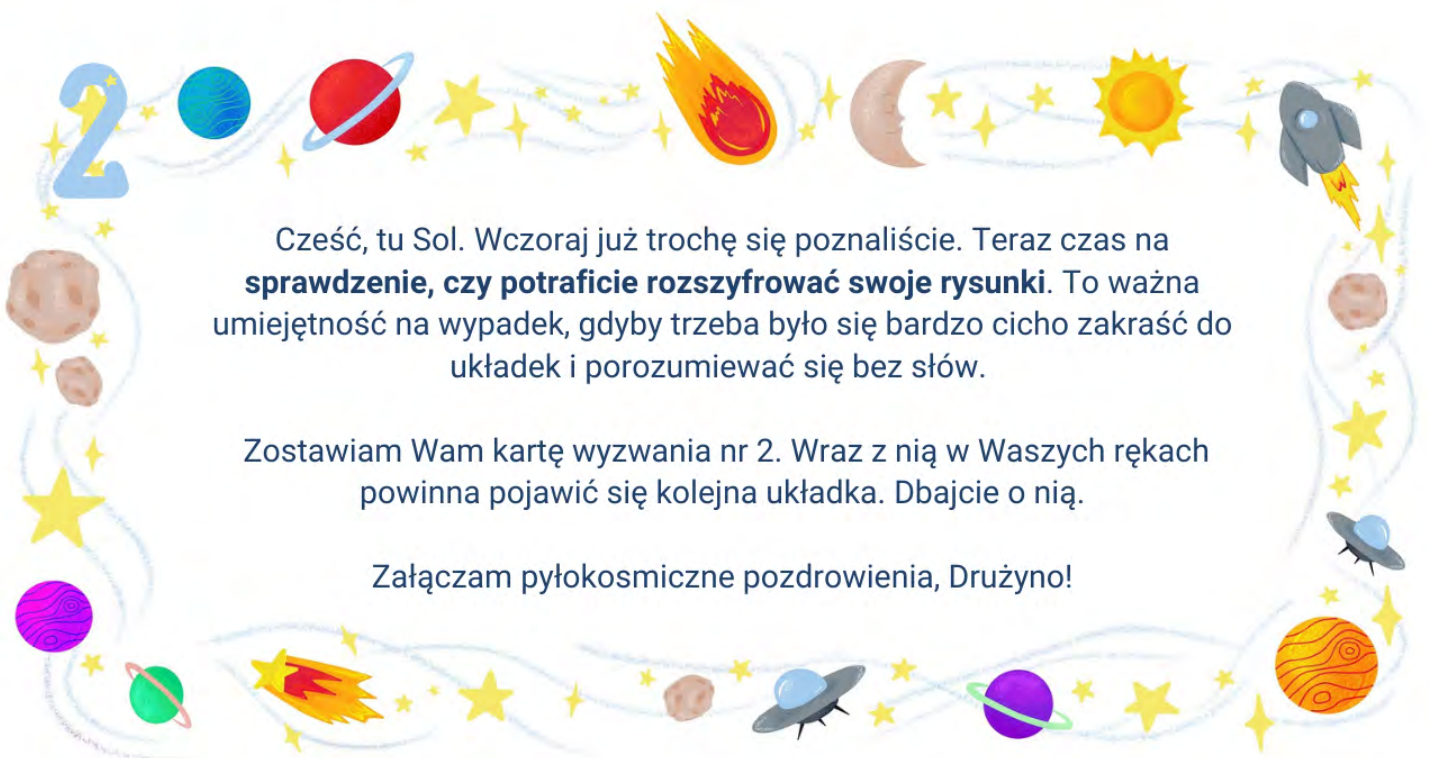 2
Cześć, tu Sol. Wczoraj już trochę się poznaliście. Teraz czas na
sprawdzenie, czy potraficie rozszyfrować swoje rysunki. To ważna
umiejętność na wypadek, gdyby trzeba było się bardzo cicho zakraść do
układek i porozumiewać się bez słów.
Zostawiam Wam kartę wyzwania nr 2. Wraz z nią w Waszych rękach
powinna pojawić się kolejna układka. Dbajcie o nią.
Załączam pyłokosmiczne pozdrowienia, Drużyno!